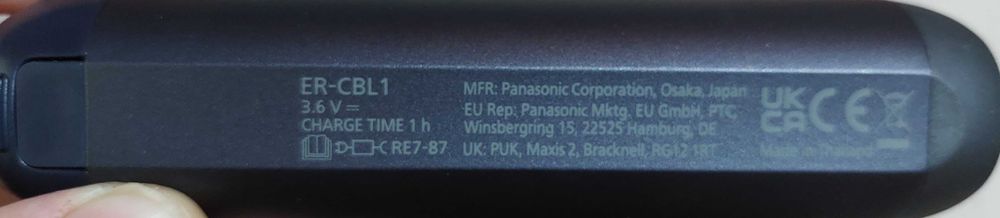 ER-CBL1
3.6 V ⎓
CHARGE TIME 1 h
RE7-87
MFR: Panasonic Corporation, Osaka, Japan
EU Rep: Panasonic Mktg. EU GmbH, PTC
Winsbergring 15, 22525 Hamburg, DE
UK: PUK, Maxis 2, Bracknell, RG12 1RT
UK
CA
CE
Made in Thailand